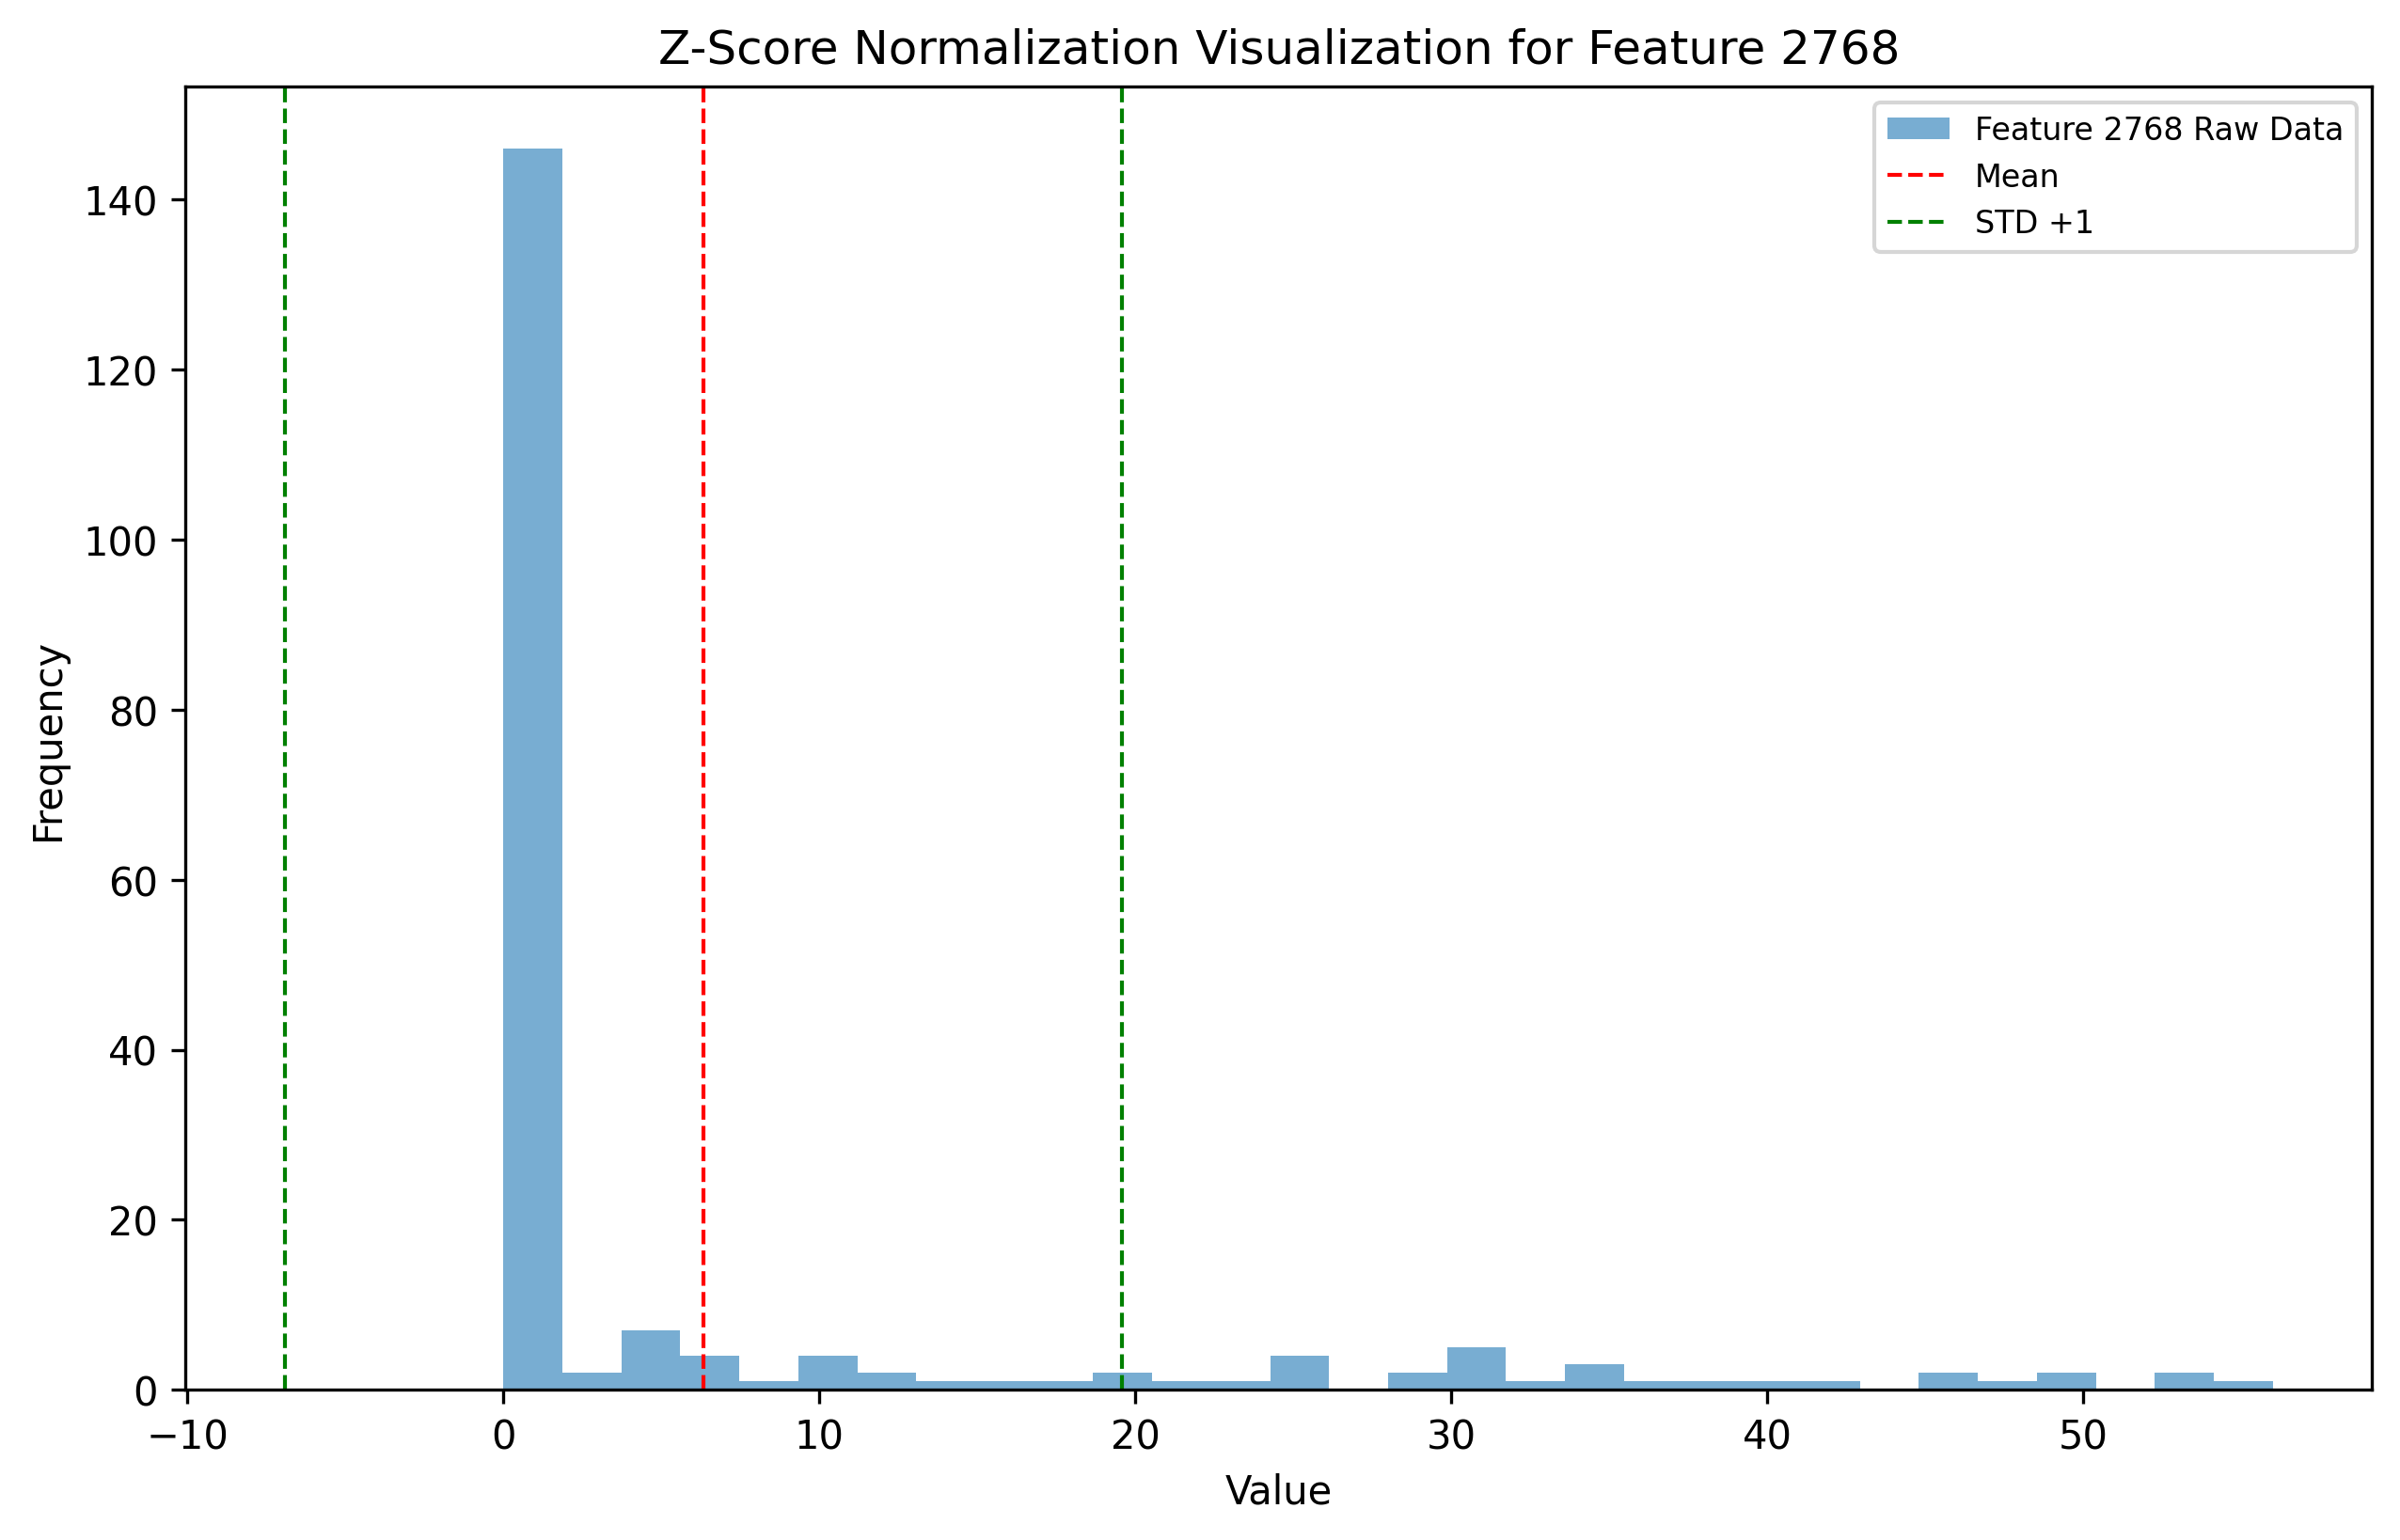 Z-Score Normalization Visualization for Feature 2768
Feature 2768 Raw Data
Mean
STD +1
140
120
100
80
60
40
20
0
Frequency
−10 0 10 20 30 40 50
Value